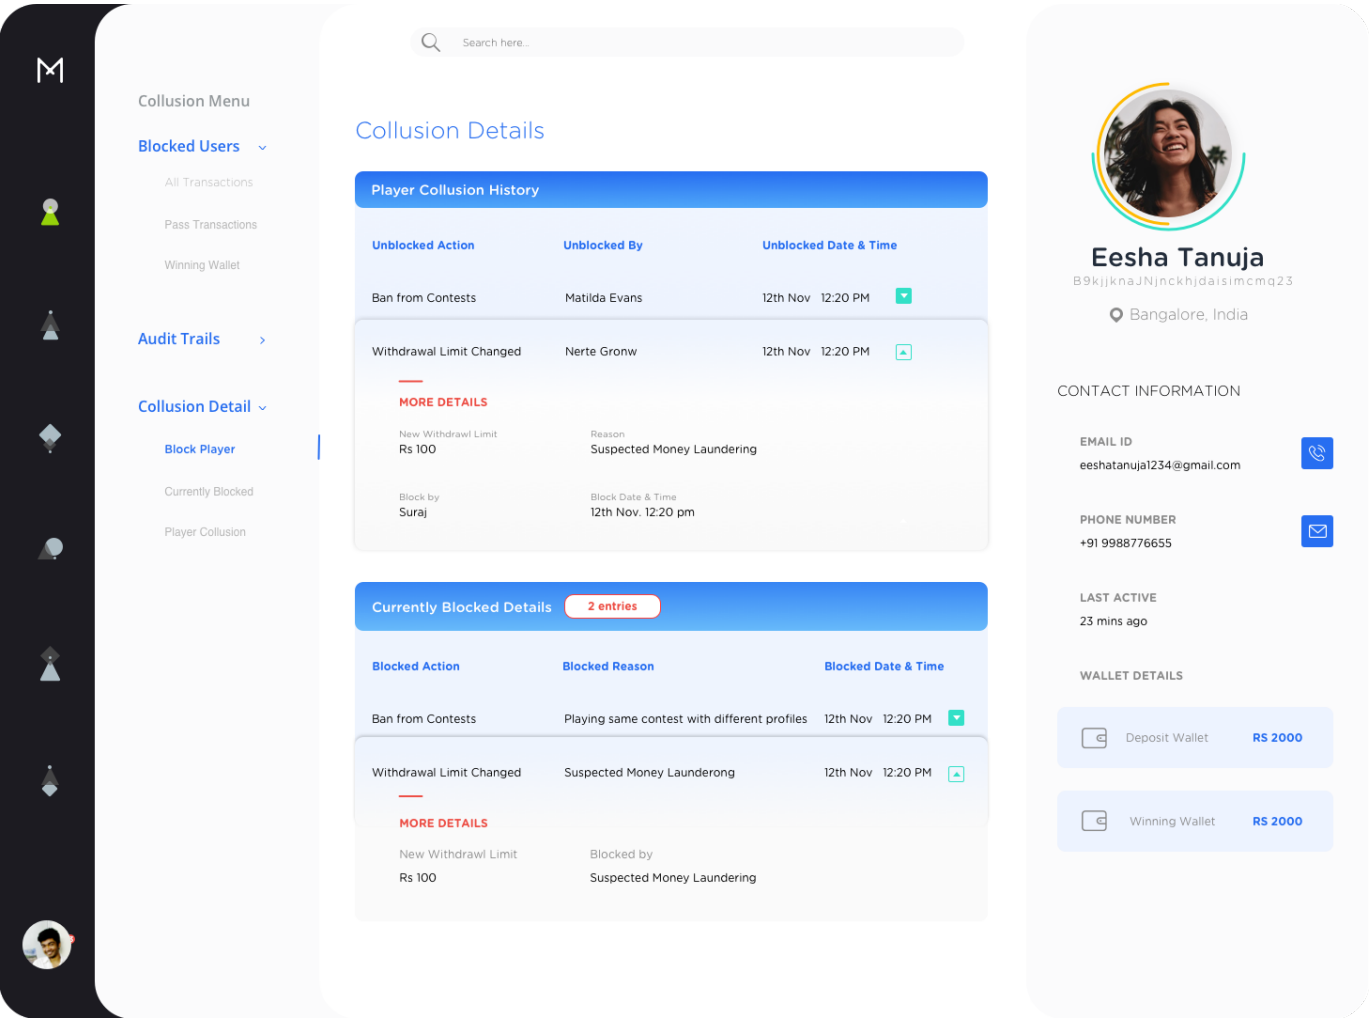 Search here...
Collusion Menu
Blocked Users
All Transactions
Pass Transactions
Winning Wallet
Audit Trails
Collusion Detail
Block Player
Currently Blocked
Player Collusion
Collusion Details
Player Collusion History
Unblocked Action Unblocked By Unblocked Date & Time
Ban from Contests Matilda Evans 12th Nov 12:20 PM
Withdrawal Limit Changed Nerte Gronw 12th Nov 12:20 PM
MORE DETAILS
New Withdrawl Limit Reason
Rs 100 Suspected Money Laundering
Block by Block Date & Time
Suraj 12th Nov. 12:20 pm
Currently Blocked Details 2 entries
Blocked Action Blocked Reason Blocked Date & Time
Ban from Contests Playing same contest with different profiles 12th Nov 12:20 PM
Withdrawal Limit Changed Suspected Money Launderong 12th Nov 12:20 PM
MORE DETAILS
New Withdrawl Limit Blocked by
Rs 100 Suspected Money Laundering
Eesha Tanuja
B9kjjknaJNjnckhjdaisimcmq23
Bangalore, India
CONTACT INFORMATION
EMAIL ID
eeshatanuja1234@gmail.com
PHONE NUMBER
+91 9988776655
LAST ACTIVE
23 mins ago
WALLET DETAILS
Deposit Wallet RS 2000
Winning Wallet RS 2000